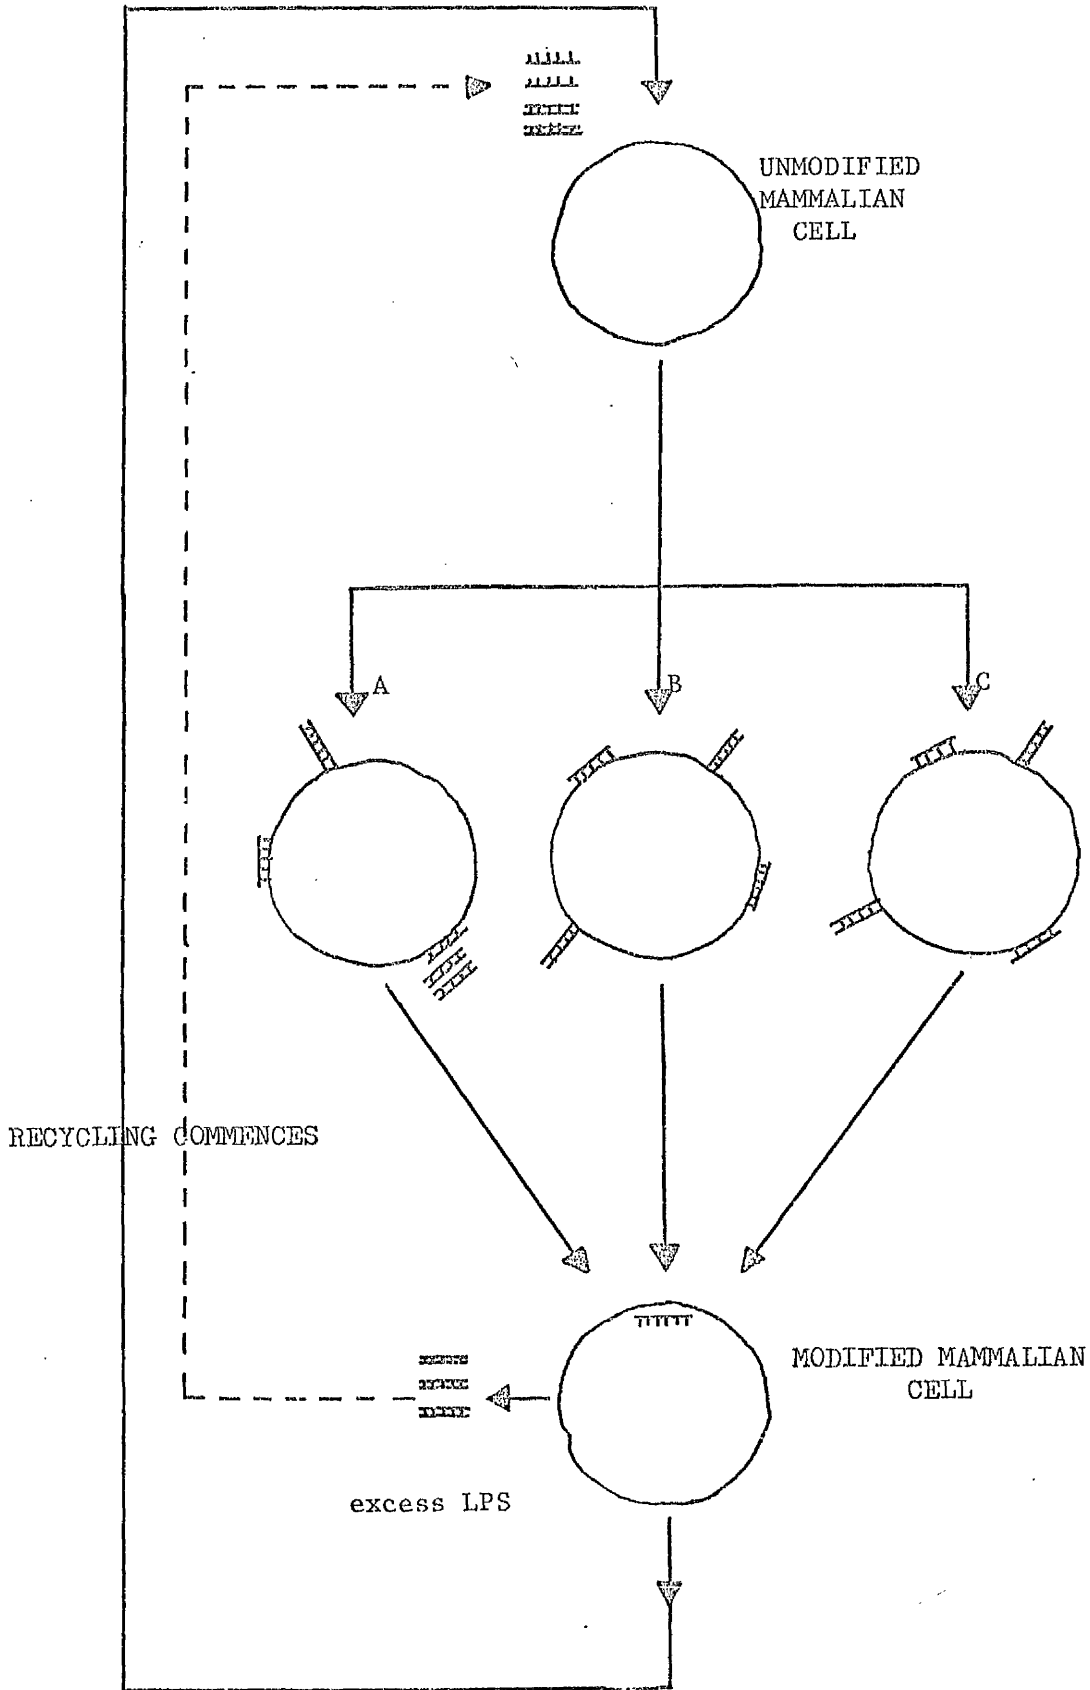 UNMODIFIED
MAMMALIAN
CELL
A
B
C
RECYCLING COMMENCES
MODIFIED MAMMALIAN
CELL
excess LPS